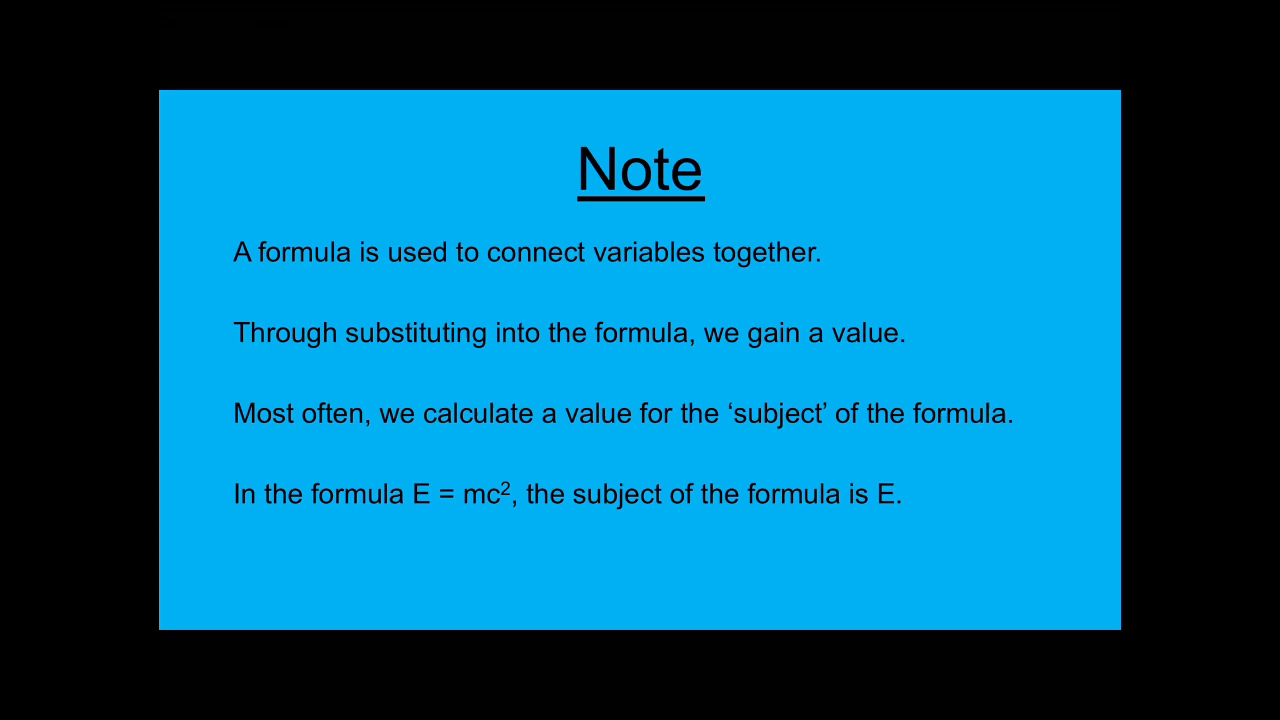 Note
A formula is used to connect variables together.
Through substituting into the formula, we gain a value.
Most often, we calculate a value for the ‘subject’ of the formula.
In the formula E = mc², the subject of the formula is E.